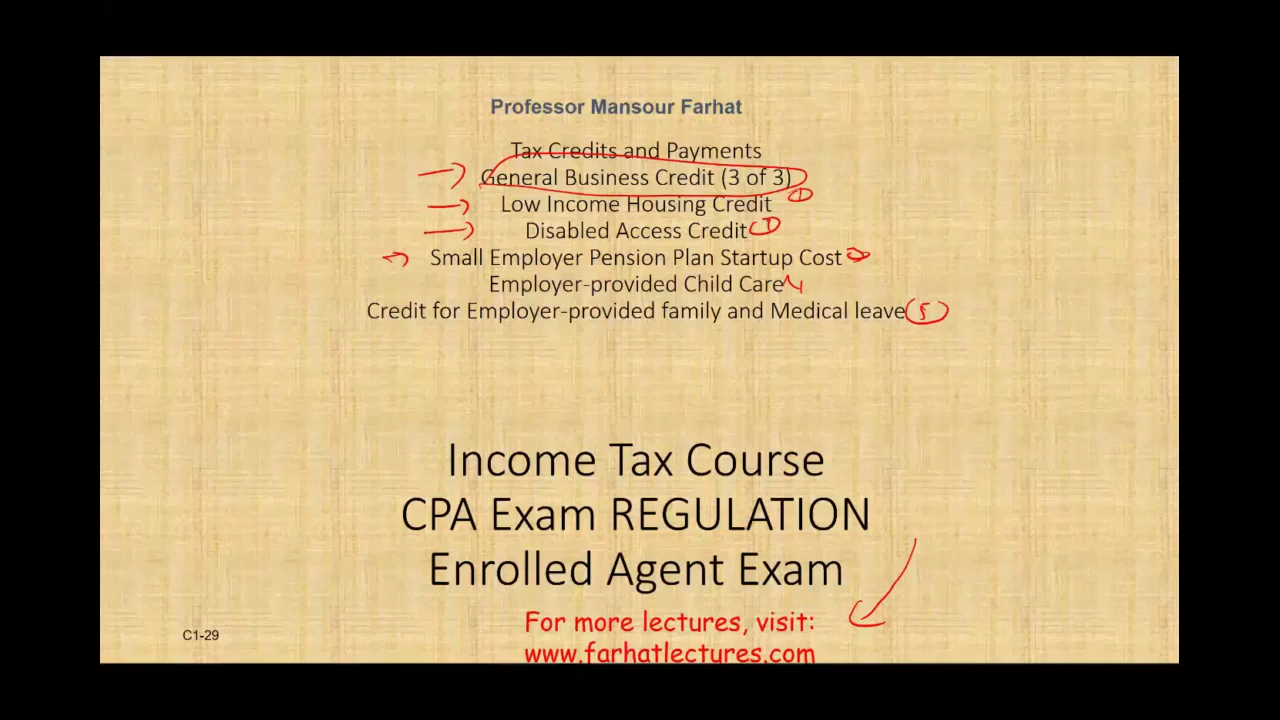 Professor Mansour Farhat
Tax Credits and Payments
General Business Credit (3 of 3)
Low Income Housing Credit
Disabled Access Credit
Small Employer Pension Plan Startup Cost
Employer-provided Child Care
Credit for Employer-provided family and Medical leave 5
Income Tax Course
CPA Exam REGULATION
Enrolled Agent Exam
For more lectures, visit:
www.farhatlectures.com
C1-29